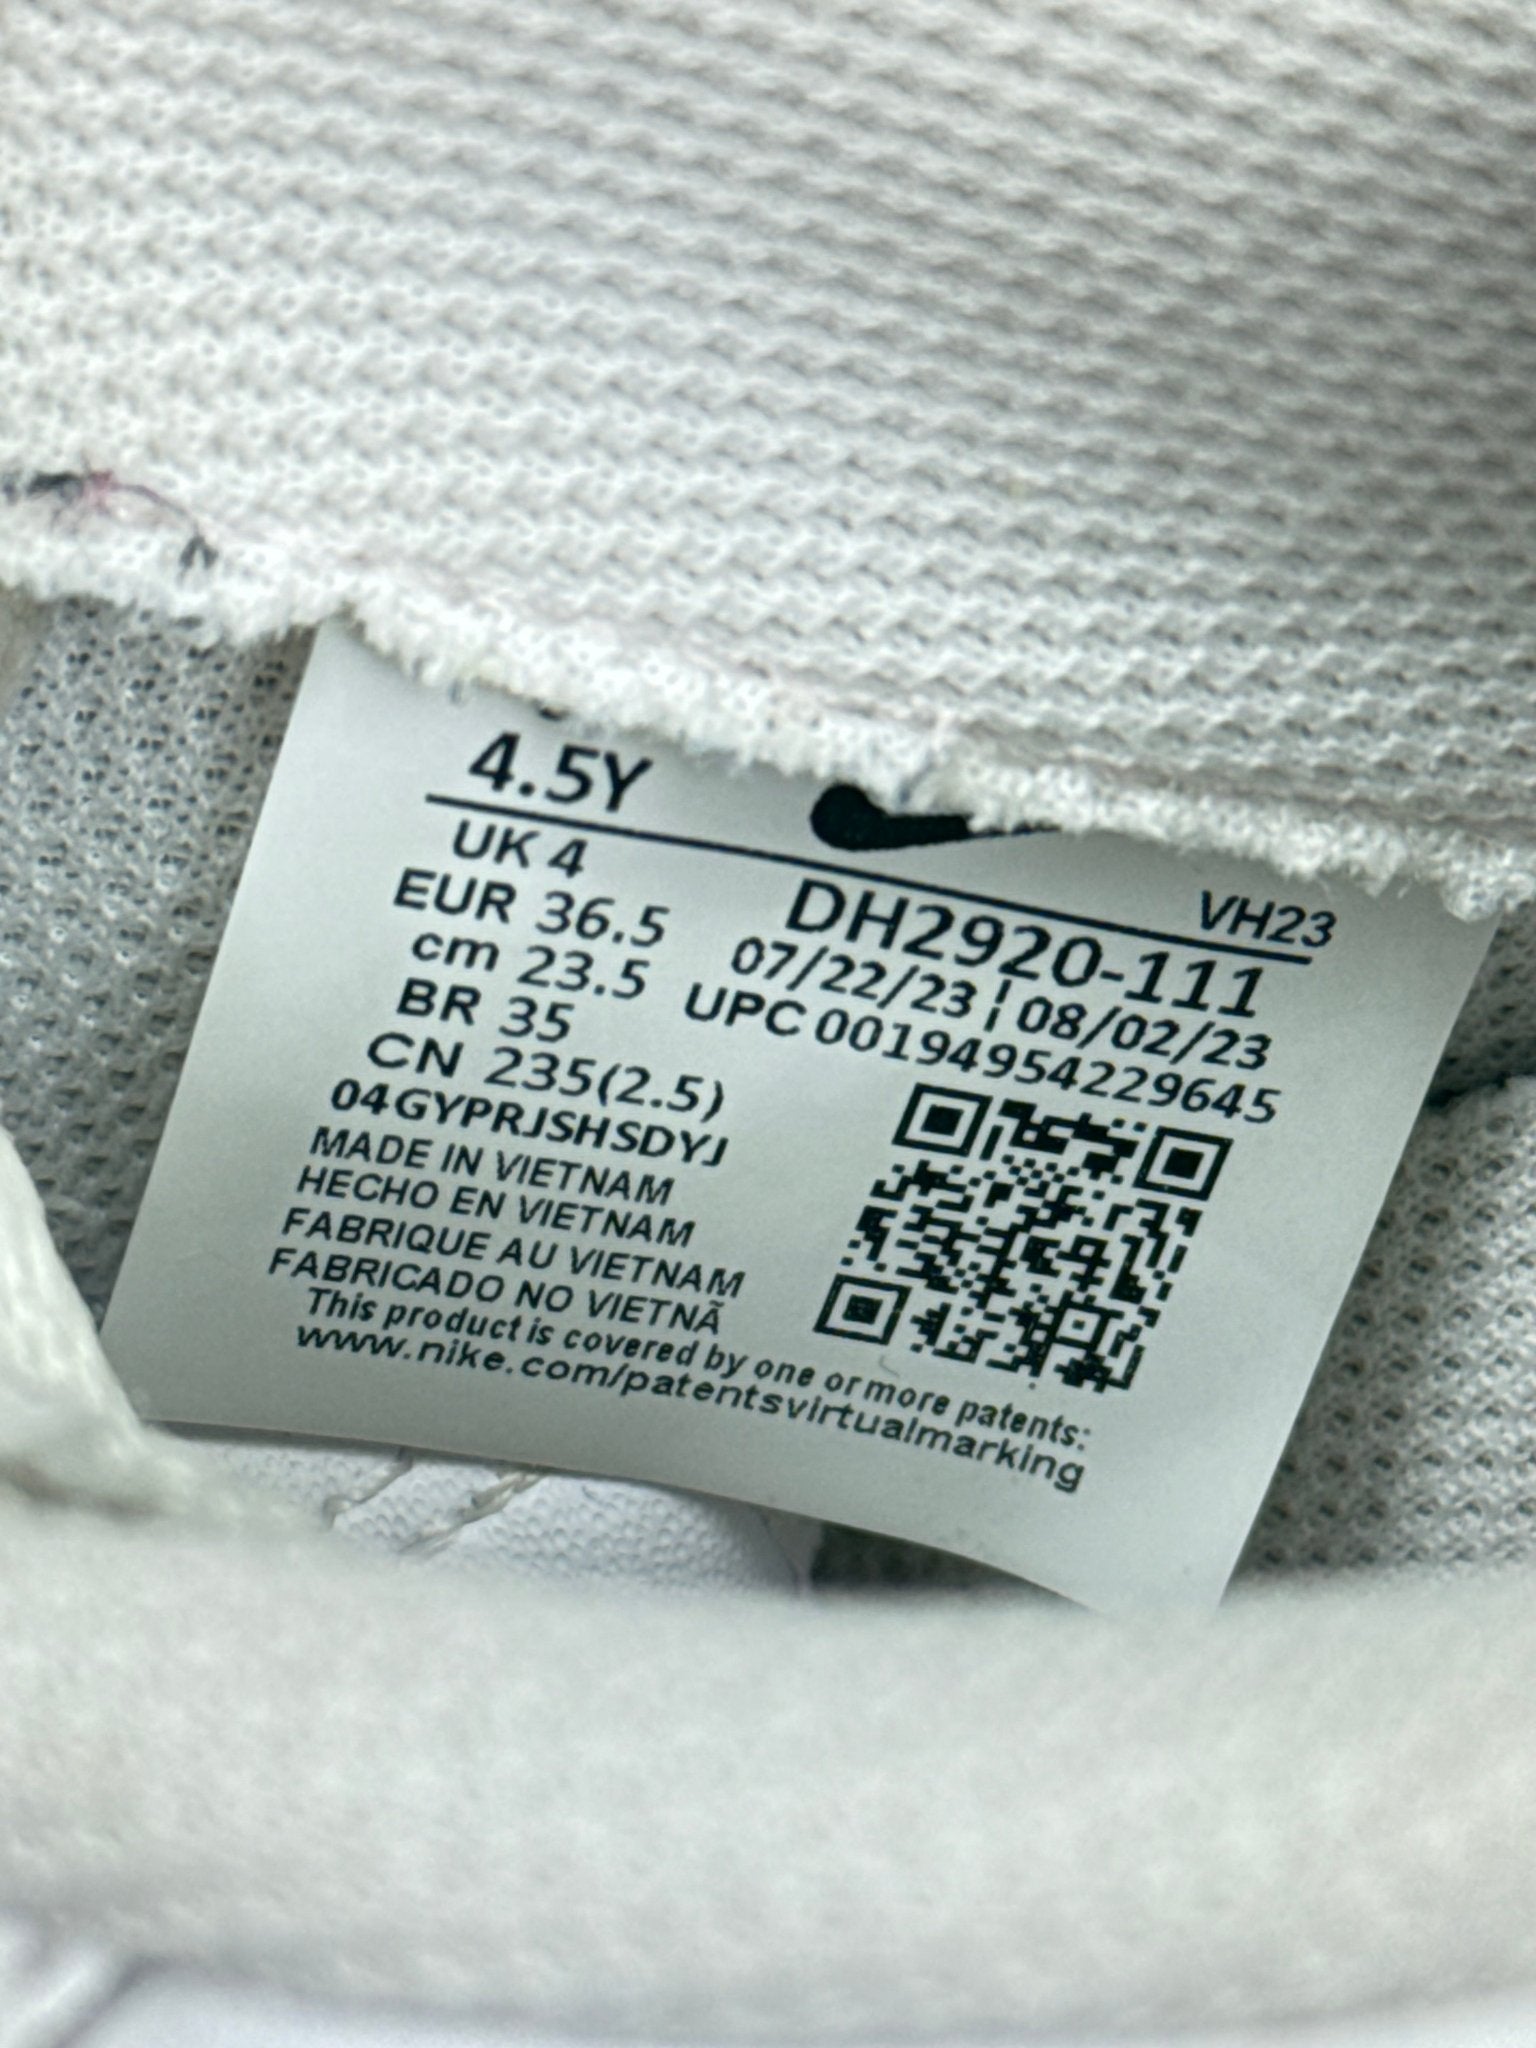 4.5Y
UK 4
EUR 36.5
cm 23.5
BR 35
CN 235(2.5)
04GYPRJSHSDYJ
MADE IN VIETNAM
HECHO EN VIETNAM
FABRIQUE AU VIETNAM
FABRICADO NO VIETNÃ
VH23
DH2920-111
07/22/23 ¦ 08/02/23
UPC 00194954229645
This product is covered by one or more patents:
www.nike.com/patentsvirtualmarking